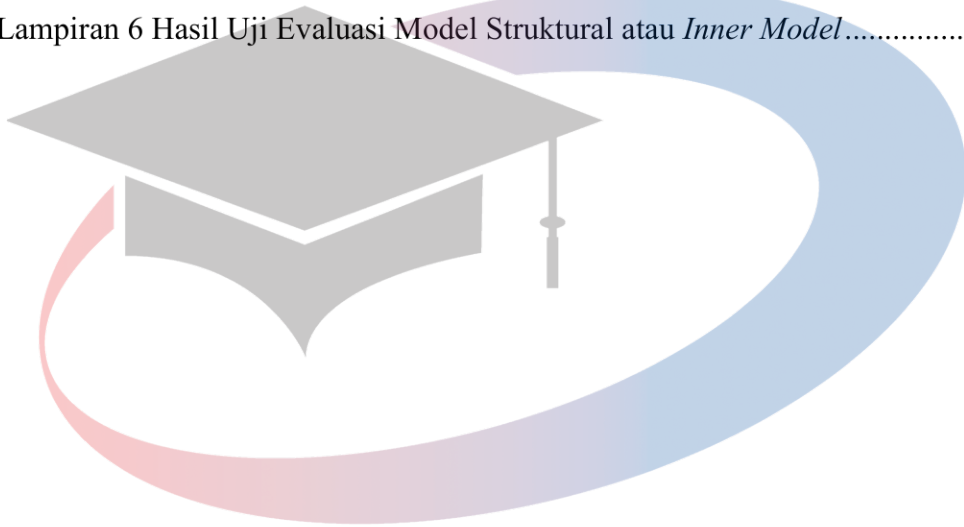 Lampiran 6 Hasil Uji Evaluasi Model Struktural atau Inner Model...............